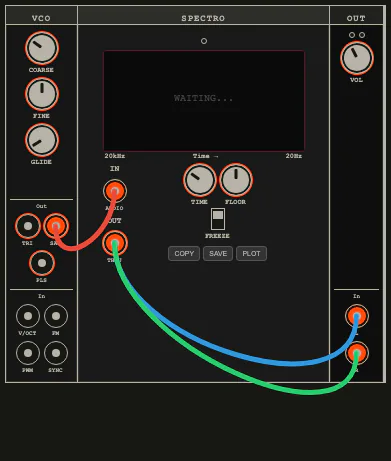 VCO
SPECTRO
OUT
COARSE
FINE
GLIDE
VOL
WAITING...
20kHz
Time →
20Hz
IN
AUDIO
TIME
FLOOR
OUT
FREEZE
COPY
SAVE
PLOT
Out
TRI
PLS
In
V/OCT
FM
PWM
SYNC
In